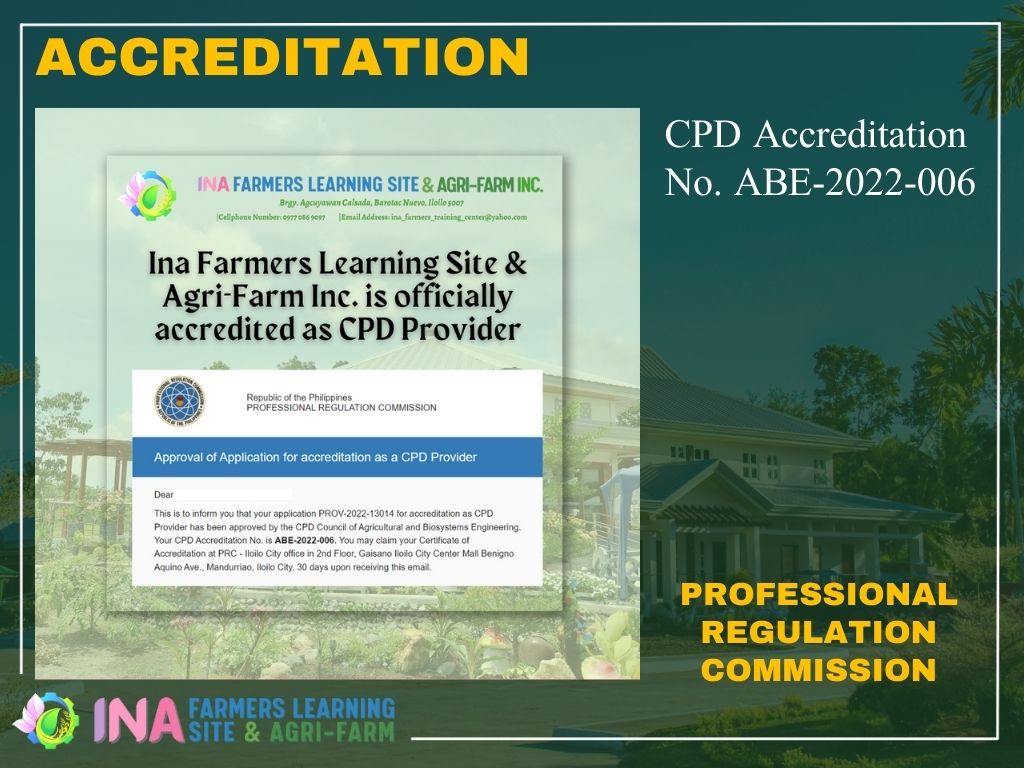 ACCREDITATION
INA FARMERS LEARNING SITE & AGRI-FARM INC.
Brgy. Agcuyawan Calsada, Barotac Nuevo, Iloilo 5007
|Cellphone Number: 0977 086 9097 |Email Address: ina_farmers_training_center@yahoo.com
Ina Farmers Learning Site &
Agri-Farm Inc. is officially
accredited as CPD Provider
Republic of the Philippines
PROFESSIONAL REGULATION COMMISSION
Approval of Application for accreditation as a CPD Provider
Dear
This is to inform you that your application PROV-2022-13014 for accreditation as CPD
Provider has been approved by the CPD Council of Agricultural and Biosystems Engineering.
Your CPD Accreditation No. is ABE-2022-006. You may claim your Certificate of
Accreditation at PRC - Iloilo City office in 2nd Floor, Gaisano Iloilo City Center Mall Benigno
Aquino Ave., Mandurriao, Iloilo City, 30 days upon receiving this email.
CPD Accreditation
No. ABE-2022-006
PROFESSIONAL
REGULATION
COMMISSION
INA FARMERS LEARNING
SITE & AGRI-FARM